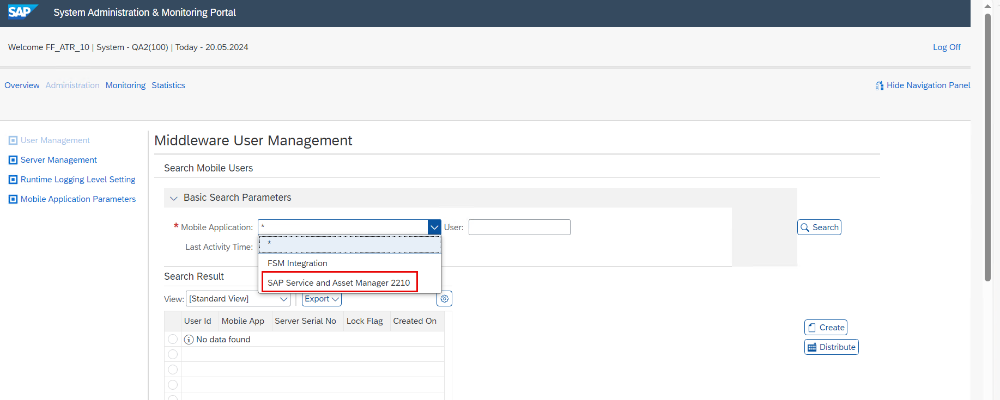 SAP System Administration & Monitoring Portal
Welcome FF_ATR_10 | System - QA2(100) | Today - 20.05.2024 Log Off
Overview Administration Monitoring Statistics Hide Navigation Panel
User Management
Server Management
Runtime Logging Level Setting
Mobile Application Parameters
Middleware User Management
Search Mobile Users
Basic Search Parameters
* Mobile Application: * User: Search
Last Activity Time:
*
FSM Integration
SAP Service and Asset Manager 2210
Search Result
View: [Standard View] Export
User Id Mobile App Server Serial No Lock Flag Created On
No data found
Create
Distribute